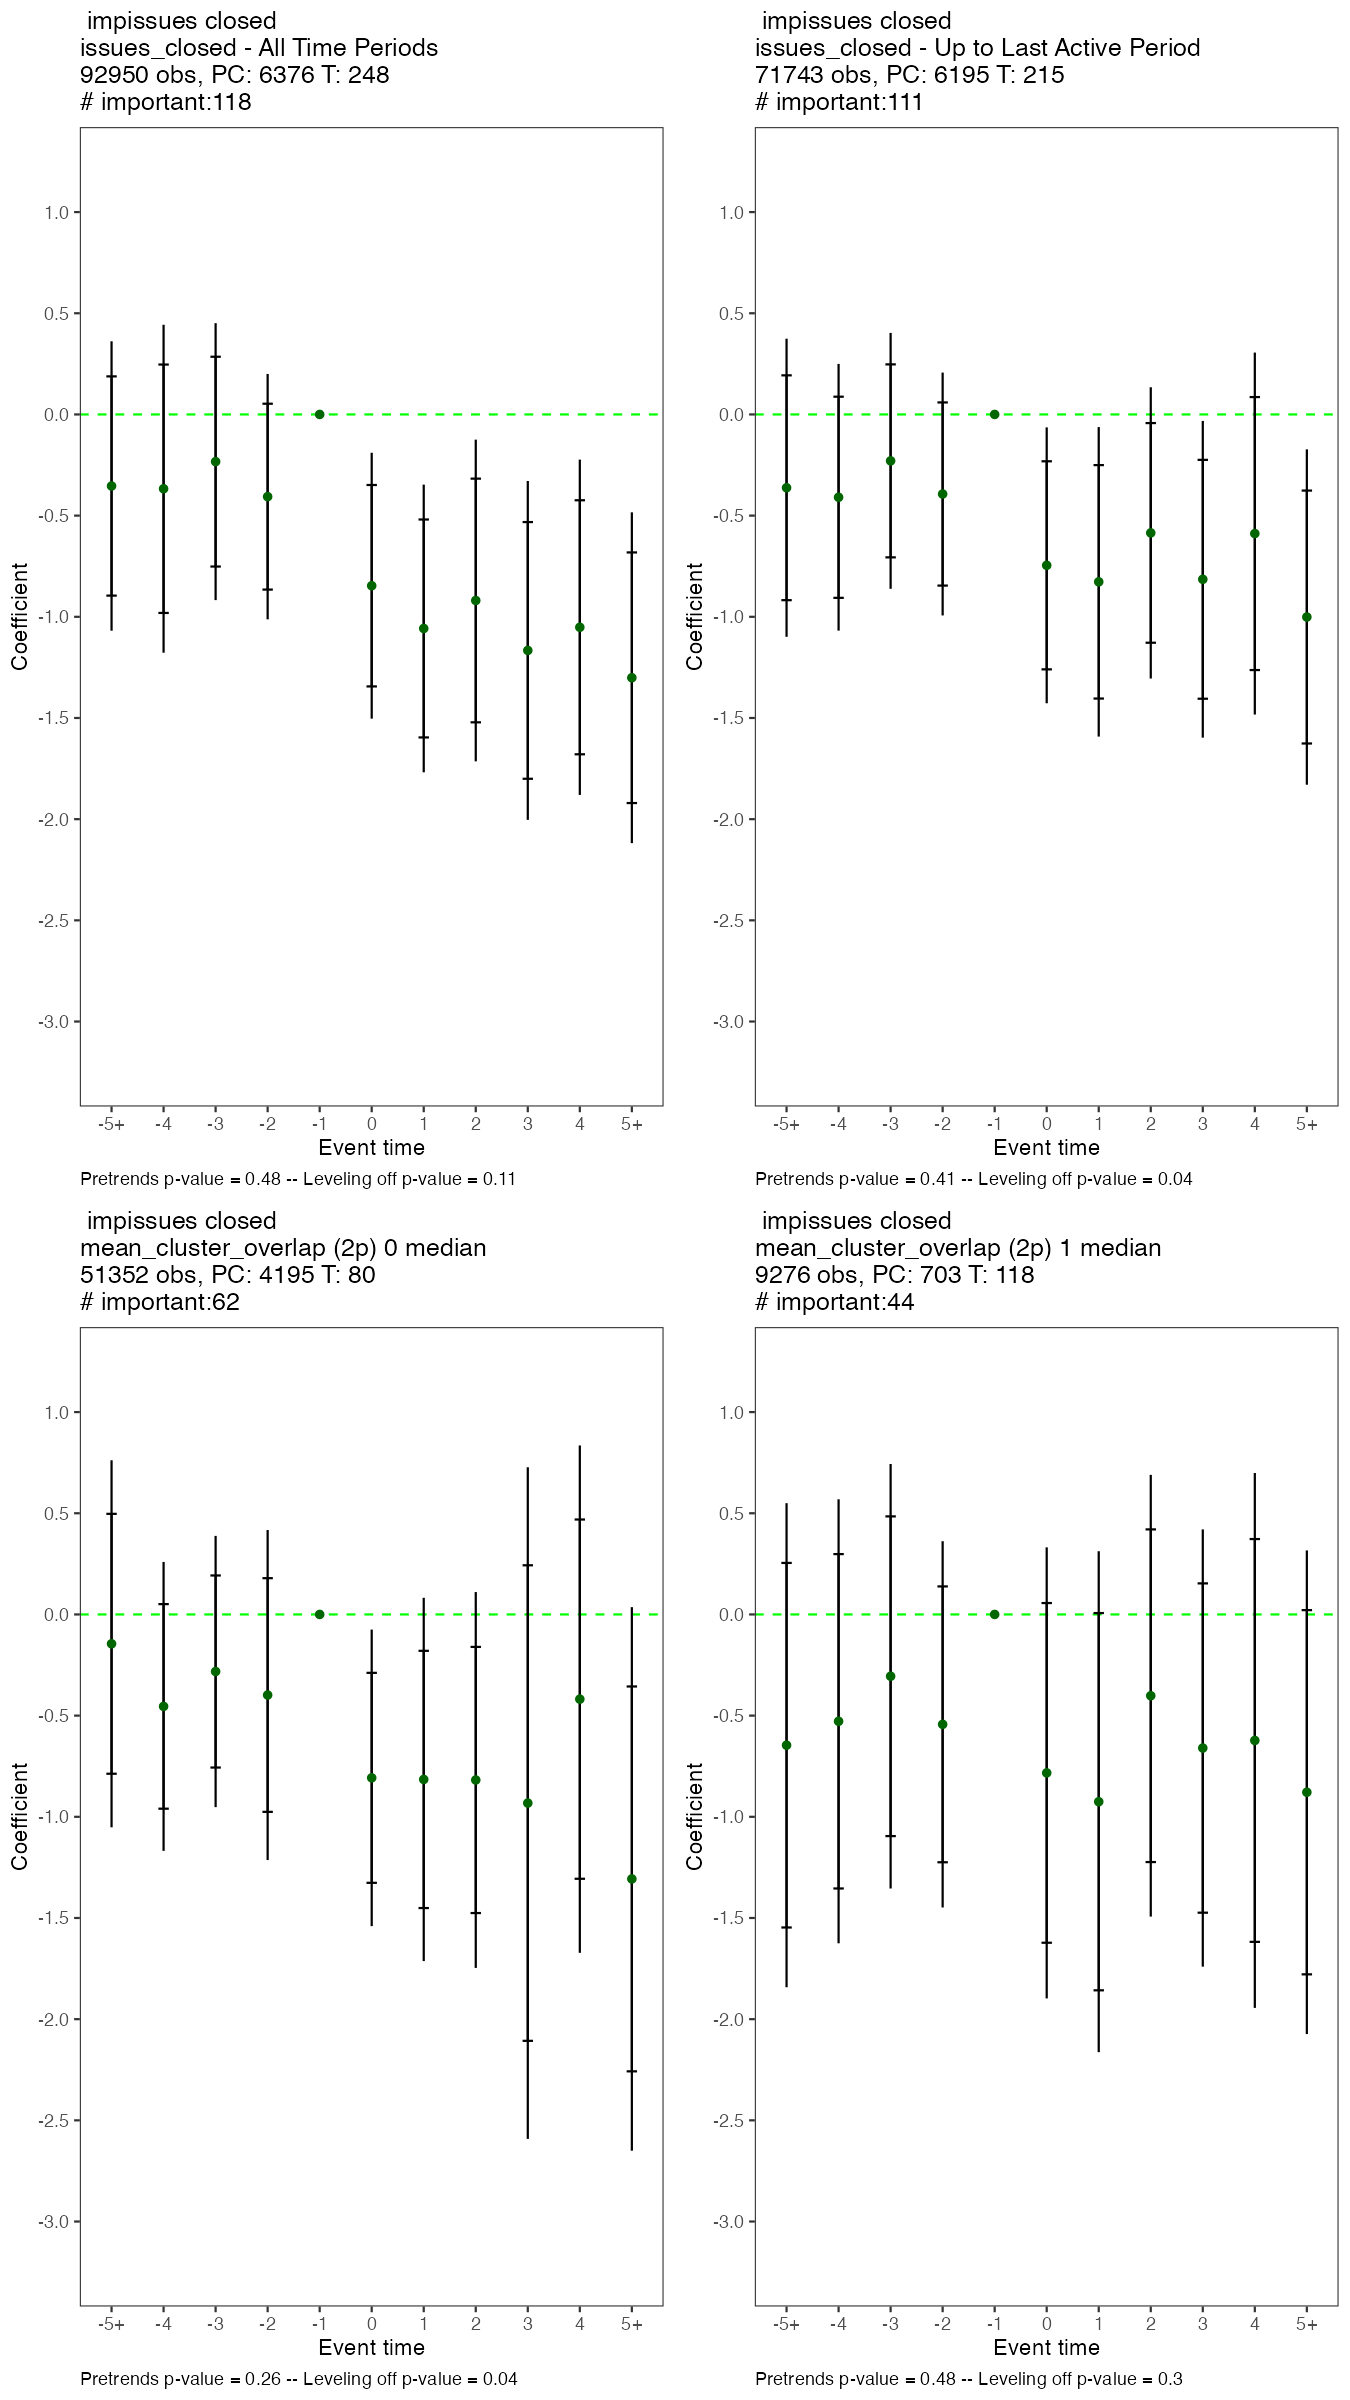 impissues closed
issues_closed - All Time Periods
92950 obs, PC: 6376 T: 248
# important:118
Coefficient
1.0
0.5
0.0
-0.5
-1.0
-1.5
-2.0
-2.5
-3.0
-5+ -4 -3 -2 -1 0 1 2 3 4 5+
Event time
Pretrends p-value = 0.48 -- Leveling off p-value = 0.11
impissues closed
issues_closed - Up to Last Active Period
71743 obs, PC: 6195 T: 215
# important:111
Coefficient
1.0
0.5
0.0
-0.5
-1.0
-1.5
-2.0
-2.5
-3.0
-5+ -4 -3 -2 -1 0 1 2 3 4 5+
Event time
Pretrends p-value = 0.41 -- Leveling off p-value = 0.04
impissues closed
mean_cluster_overlap (2p) 0 median
51352 obs, PC: 4195 T: 80
# important:62
Coefficient
1.0
0.5
0.0
-0.5
-1.0
-1.5
-2.0
-2.5
-3.0
-5+ -4 -3 -2 -1 0 1 2 3 4 5+
Event time
Pretrends p-value = 0.26 -- Leveling off p-value = 0.04
impissues closed
mean_cluster_overlap (2p) 1 median
9276 obs, PC: 703 T: 118
# important:44
Coefficient
1.0
0.5
0.0
-0.5
-1.0
-1.5
-2.0
-2.5
-3.0
-5+ -4 -3 -2 -1 0 1 2 3 4 5+
Event time
Pretrends p-value = 0.48 -- Leveling off p-value = 0.3